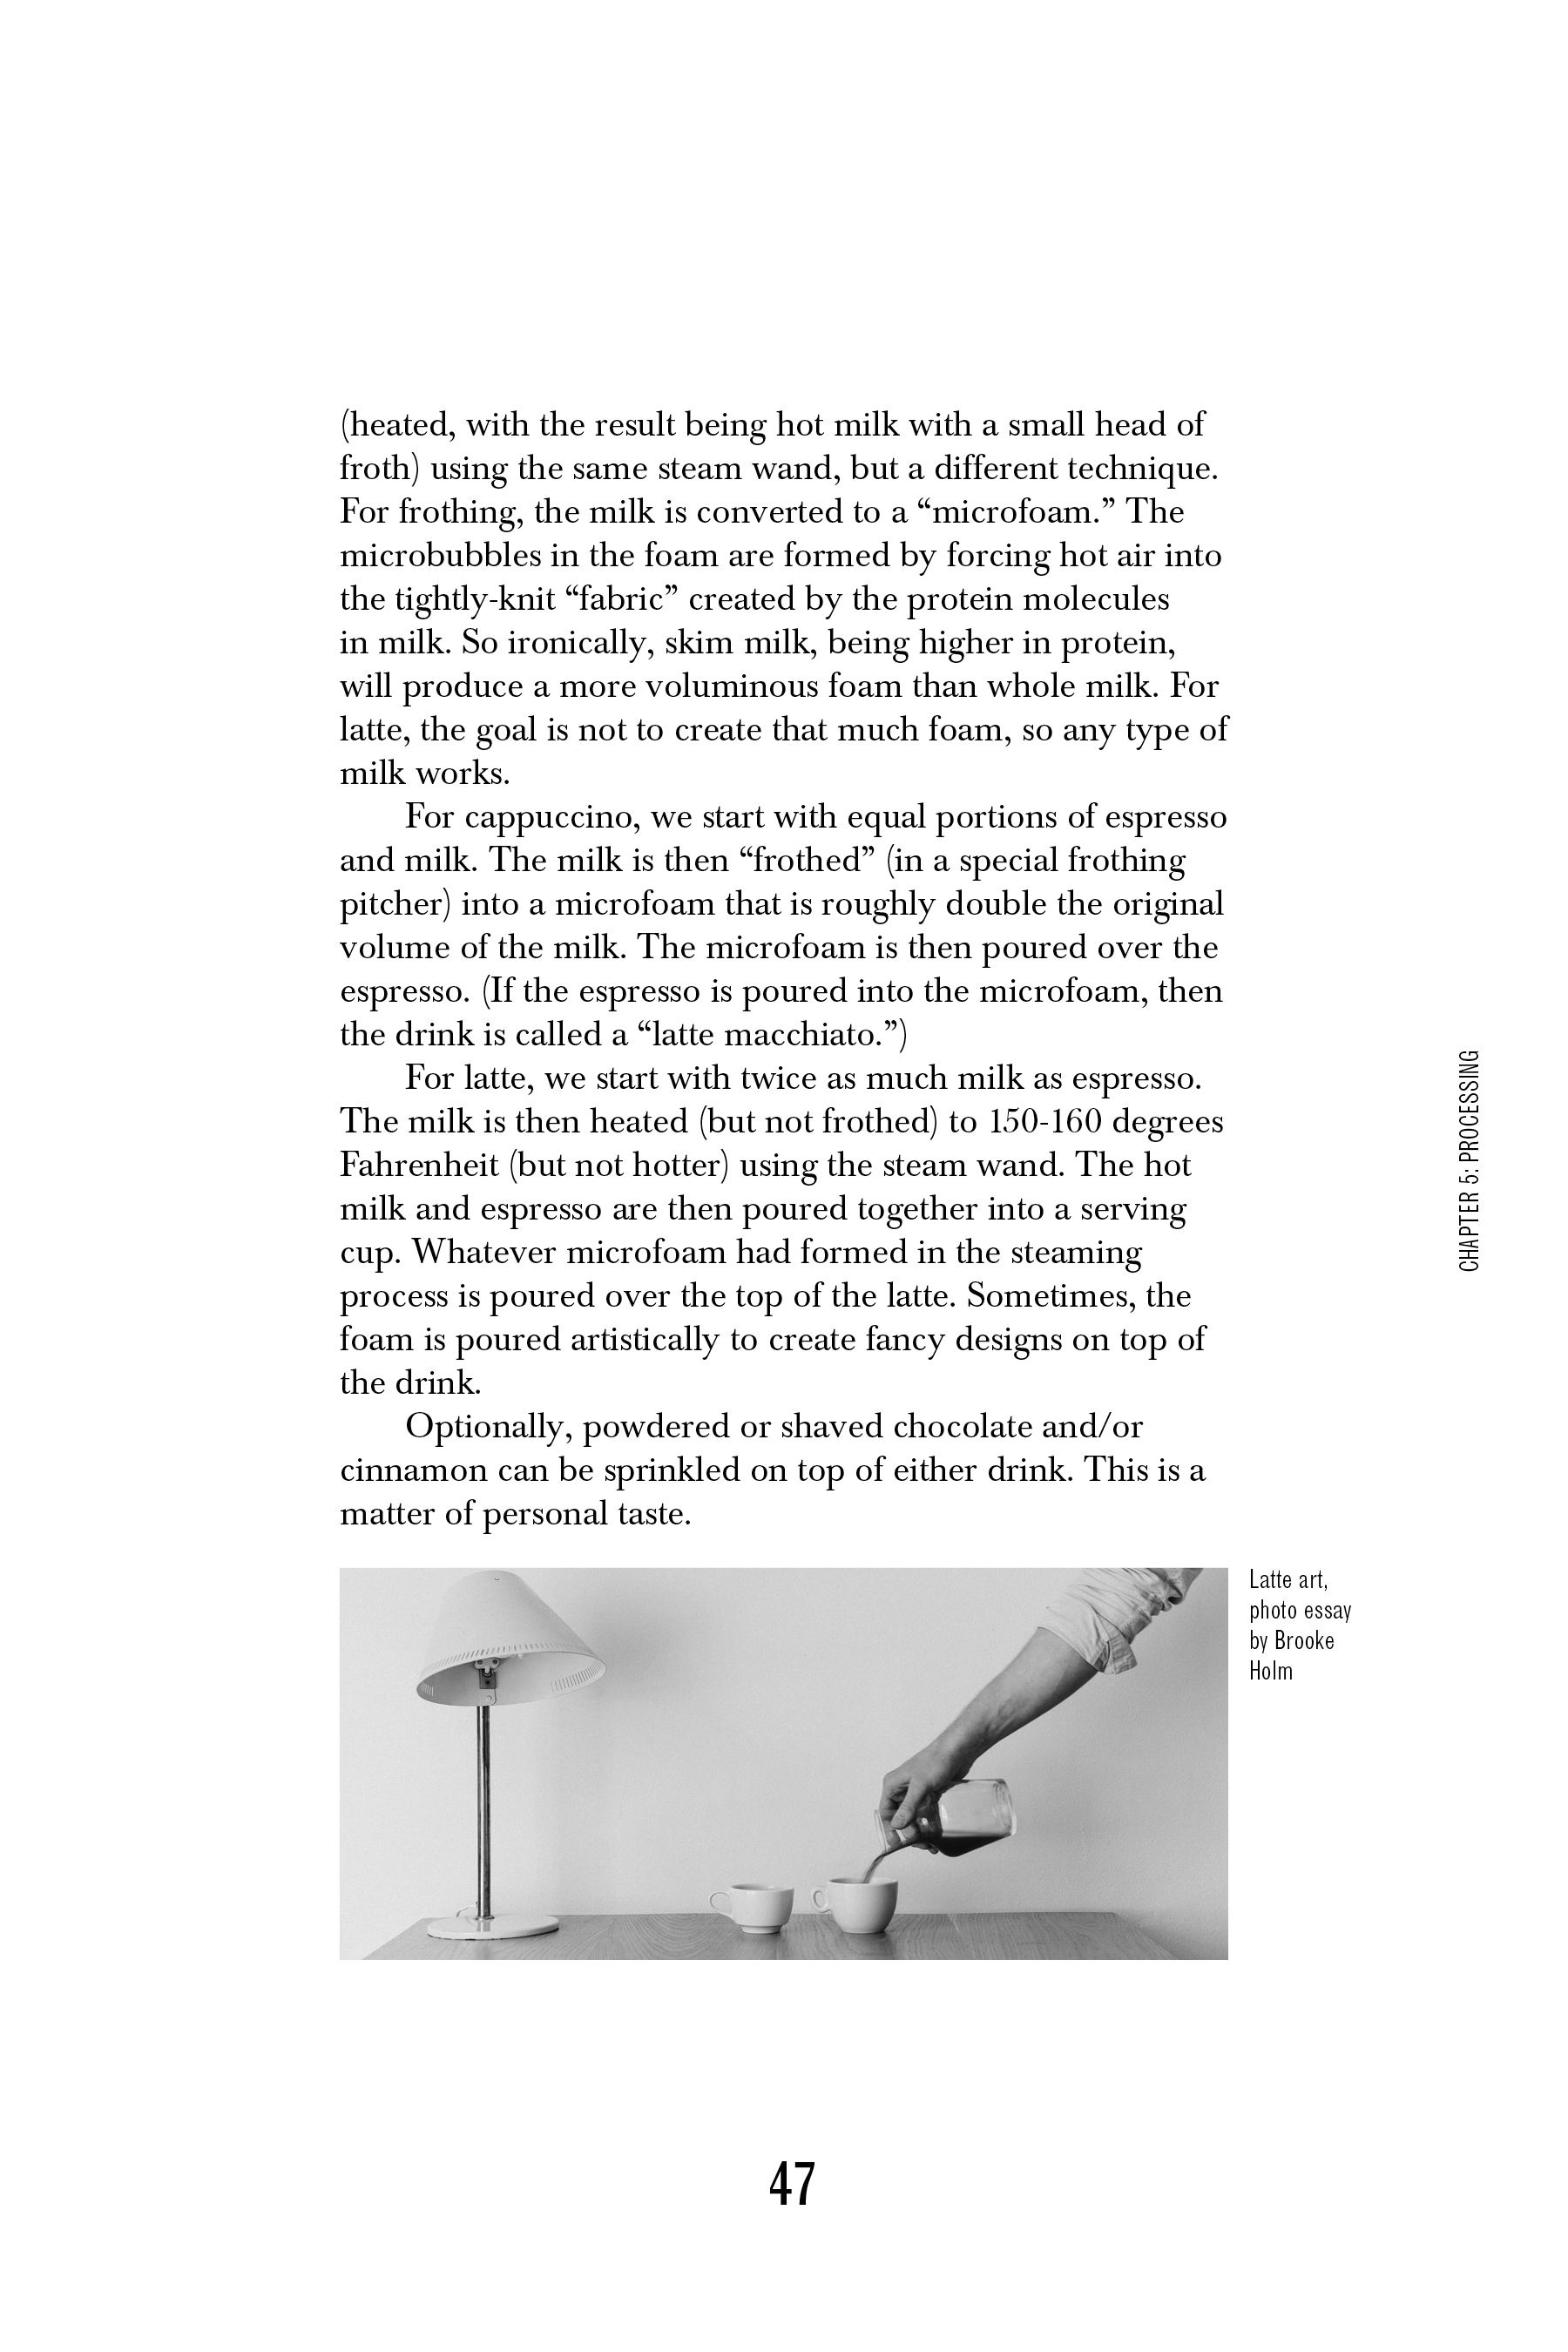 (heated, with the result being hot milk with a small head of
froth) using the same steam wand, but a different technique.
For frothing, the milk is converted to a “microfoam.” The
microbubbles in the foam are formed by forcing hot air into
the tightly-knit “fabric” created by the protein molecules
in milk. So ironically, skim milk, being higher in protein,
will produce a more voluminous foam than whole milk. For
latte, the goal is not to create that much foam, so any type of
milk works.
For cappuccino, we start with equal portions of espresso
and milk. The milk is then “frothed” (in a special frothing
pitcher) into a microfoam that is roughly double the original
volume of the milk. The microfoam is then poured over the
espresso. (If the espresso is poured into the microfoam, then
the drink is called a “latte macchiato.”)
For latte, we start with twice as much milk as espresso.
The milk is then heated (but not frothed) to 150-160 degrees
Fahrenheit (but not hotter) using the steam wand. The hot
milk and espresso are then poured together into a serving
cup. Whatever microfoam had formed in the steaming
process is poured over the top of the latte. Sometimes, the
foam is poured artistically to create fancy designs on top of
the drink.
Optionally, powdered or shaved chocolate and/or
cinnamon can be sprinkled on top of either drink. This is a
matter of personal taste.
Latte art,
photo essay
by Brooke
Holm
CHAPTER 5: PROCESSING
47